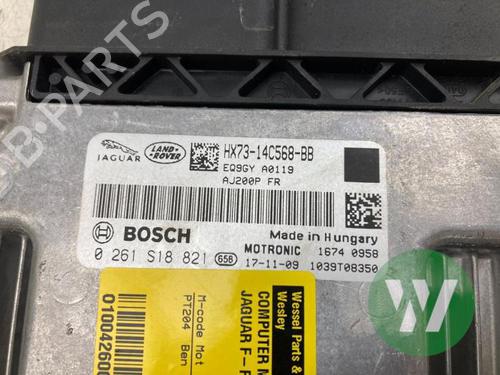 JAGUAR
LAND ROVER
HX73-14C568-BB
EQ9GY A0119
AJ200P FR
BOSCH
Made in Hungary
MOTRONIC 1674 0958
0 261 S18 821 658 17-11-09 1039T08350
Wessel Parts &
Wesley
COMPUTER M
JAGUAR F-P
M-code Mot
PT204 Ben
010042600
B-Parts
W